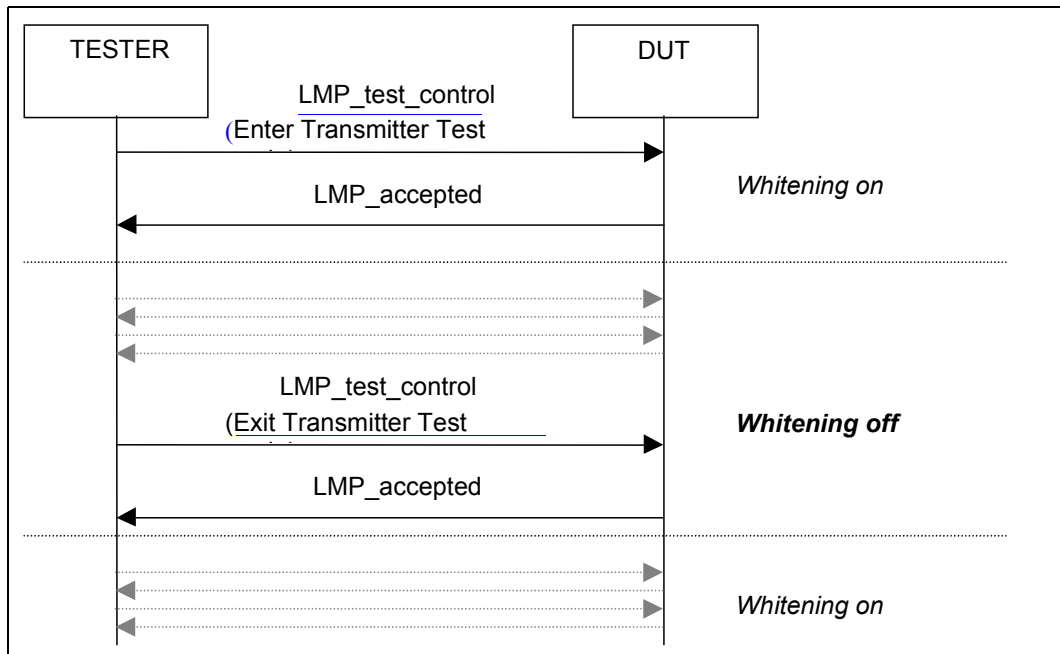 TESTER
DUT
LMP_test_control
(Enter Transmitter Test
Whitening on
LMP_accepted
LMP_test_control
(Exit Transmitter Test
Whitening off
LMP_accepted
Whitening on